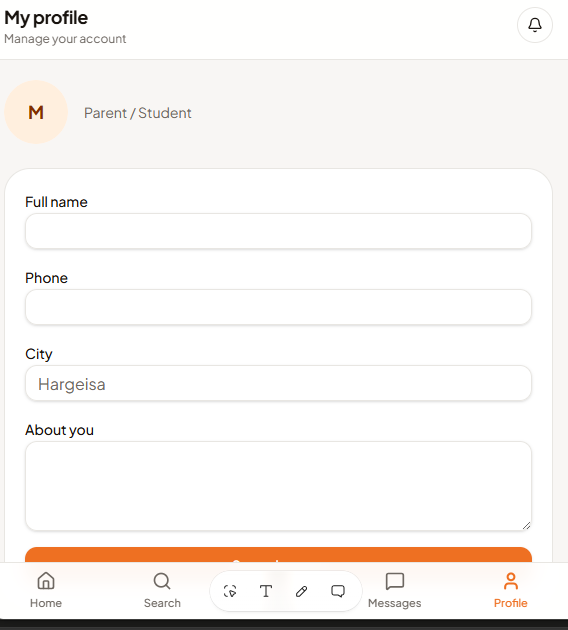 My profile
Manage your account
M
Parent / Student
Full name
Phone
City
Hargeisa
About you
Home
Search
T
Messages
Profile